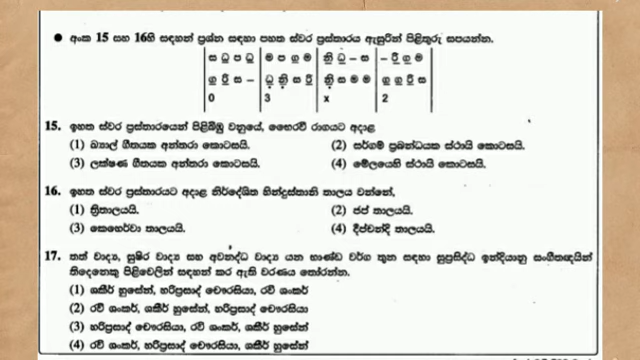 ● අංක 15 සහ 16හි සඳහන් ප්‍රශ්න සඳහා පහත ස්වර ප්‍රස්තාරය ඇසුරින් පිළිතුරු සපයන්න.
ස ධ̱ ප ධ̱ | ම ප ග̱ ම | නි̱ ධ̱ – ස | – රි̱ ග̱ ම
ග̱ රි̱ ස – | ධ̱̣ නි̱̣ ස රි̱ | නි̱̣ ස ම ම | ග̱ ග̱ රි̱ ස
0 3 x 2
15. ඉහත ස්වර ප්‍රස්තාරයෙන් පිළිබිඹු වනුයේ, භෛරවි රාගයට අදාළ
(1) ඛ්‍යාල් ගීතයක අන්තරා කොටසයි. (2) සර්ගම් ප්‍රබන්ධයක ස්ථායි කොටසයි.
(3) ලක්ෂණ ගීතයක අන්තරා කොටසයි. (4) මේලයෙහි ස්ථායි කොටසයි.
16. ඉහත ස්වර ප්‍රස්තාරයට අදාළ නිර්දේශිත හින්දුස්තානි තාලය වන්නේ,
(1) ත්‍රිතාලයයි. (2) ජප් තාලයයි.
(3) කෙහෙර්වා තාලයයි. (4) දීප්චන්දි තාලයයි.
17. තත් වාද්‍ය, සුෂිර වාද්‍ය සහ අවනද්ධ වාද්‍ය යන භාණ්ඩ වර්ග තුන සඳහා සුප්‍රසිද්ධ ඉන්දියානු සංගීතඥයින්
තිදෙනෙකු පිළිවෙලින් සඳහන් කර ඇති වරණය තෝරන්න.
(1) ශකීර් හුසේන්, හරිප්‍රසාද් චෞරසියා, රවි ශංකර්
(2) රවි ශංකර්, ශකීර් හුසේන්, හරිප්‍රසාද් චෞරසියා
(3) හරිප්‍රසාද් චෞරසියා, රවි ශංකර්, ශකීර් හුසේන්
(4) රවි ශංකර්, හරිප්‍රසාද් චෞරසියා, ශකීර් හුසේන්